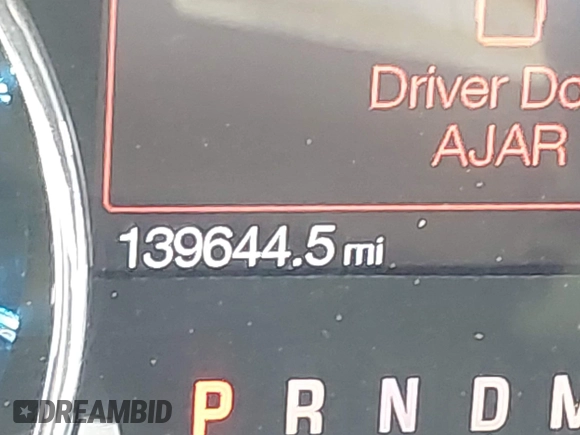 Driver Do
AJAR
139644.5 mi
P R N D M
DREAMBID